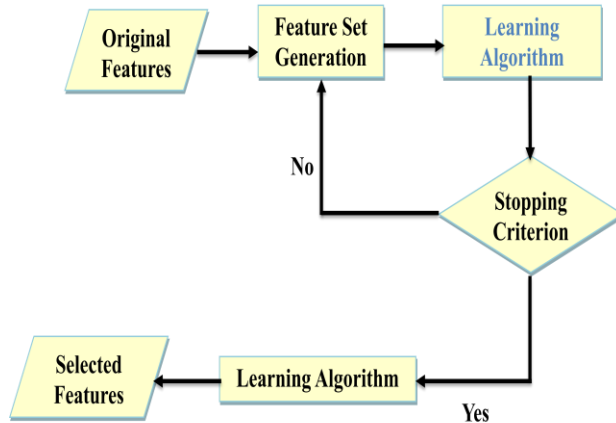 Original
Features
Feature Set
Generation
Learning
Algorithm
No
Stopping
Criterion
Selected
Features
Learning Algorithm
Yes